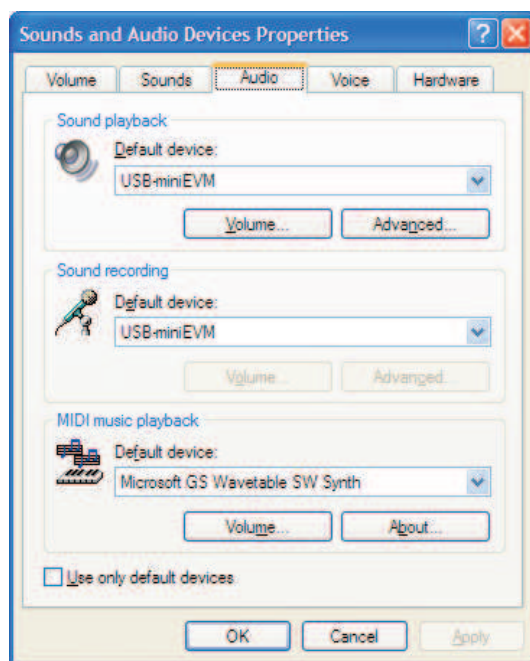 Sounds and Audio Devices Properties
Volume Sounds Audio Voice Hardware
Sound playback
Default device:
USB-miniEVM
Volume... Advanced...
Sound recording
Default device:
USB-miniEVM
Volume... Advanced...
MIDI music playback
Default device:
Microsoft GS Wavetable SW Synth
Volume... About...
Use only default devices
OK Cancel Apply